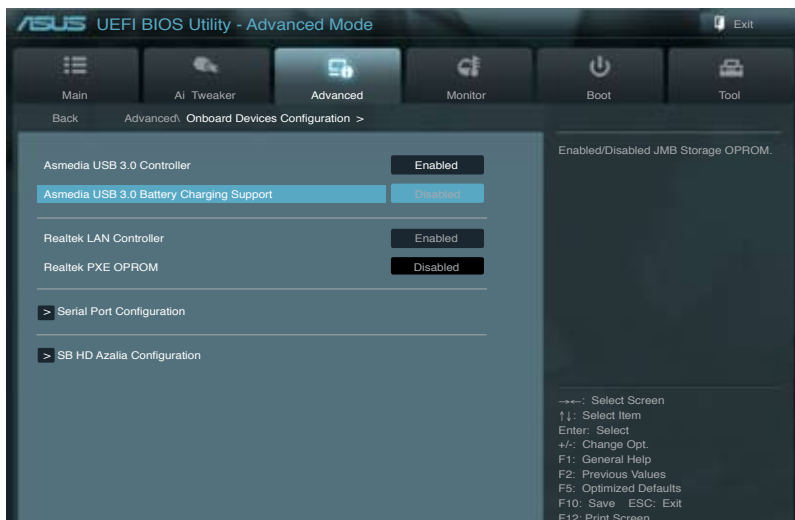 ASUS UEFI BIOS Utility - Advanced Mode
Exit
Main
Ai Tweaker
Advanced
Monitor
Boot
Tool
Back Advanced\ Onboard Devices Configuration >
Asmedia USB 3.0 Controller Enabled
Asmedia USB 3.0 Battery Charging Support Disabled
Realtek LAN Controller Enabled
Realtek PXE OPROM Disabled
> Serial Port Configuration
> SB HD Azalia Configuration
Enabled/Disabled JMB Storage OPROM.
→←: Select Screen
↑↓: Select Item
Enter: Select
+/-: Change Opt.
F1: General Help
F2: Previous Values
F5: Optimized Defaults
F10: Save ESC: Exit
F12: Print Screen